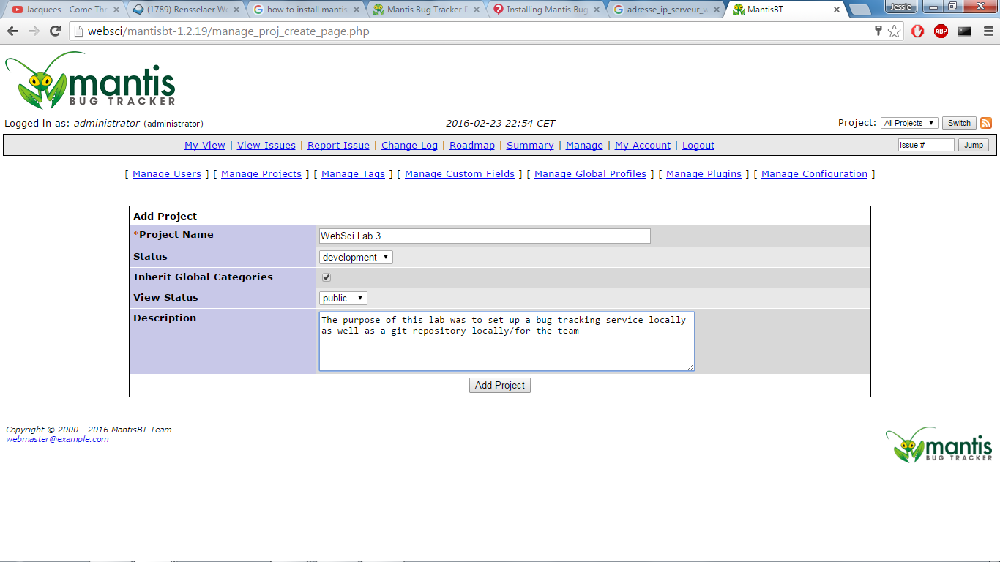 Jacquees - Come Thr
(1789) Rensselaer We
how to install mantis
Mantis Bug Tracker D
Installing Mantis Bug
adresse_ip_serveur_w
MantisBT
Jessie
websci/mantisbt-1.2.19/manage_proj_create_page.php
ABP
mantis
BUG TRACKER
Logged in as: administrator (administrator)
2016-02-23 22:54 CET
Project: All Projects Switch
My View | View Issues | Report Issue | Change Log | Roadmap | Summary | Manage | My Account | Logout
Issue # Jump
[ Manage Users ] [ Manage Projects ] [ Manage Tags ] [ Manage Custom Fields ] [ Manage Global Profiles ] [ Manage Plugins ] [ Manage Configuration ]
Add Project
*Project Name WebSci Lab 3
Status development
Inherit Global Categories
View Status public
Description
The purpose of this lab was to set up a bug tracking service locally
as well as a git repository locally/for the team
Add Project
Copyright © 2000 - 2016 MantisBT Team
webmaster@example.com
mantis
BUG TRACKER